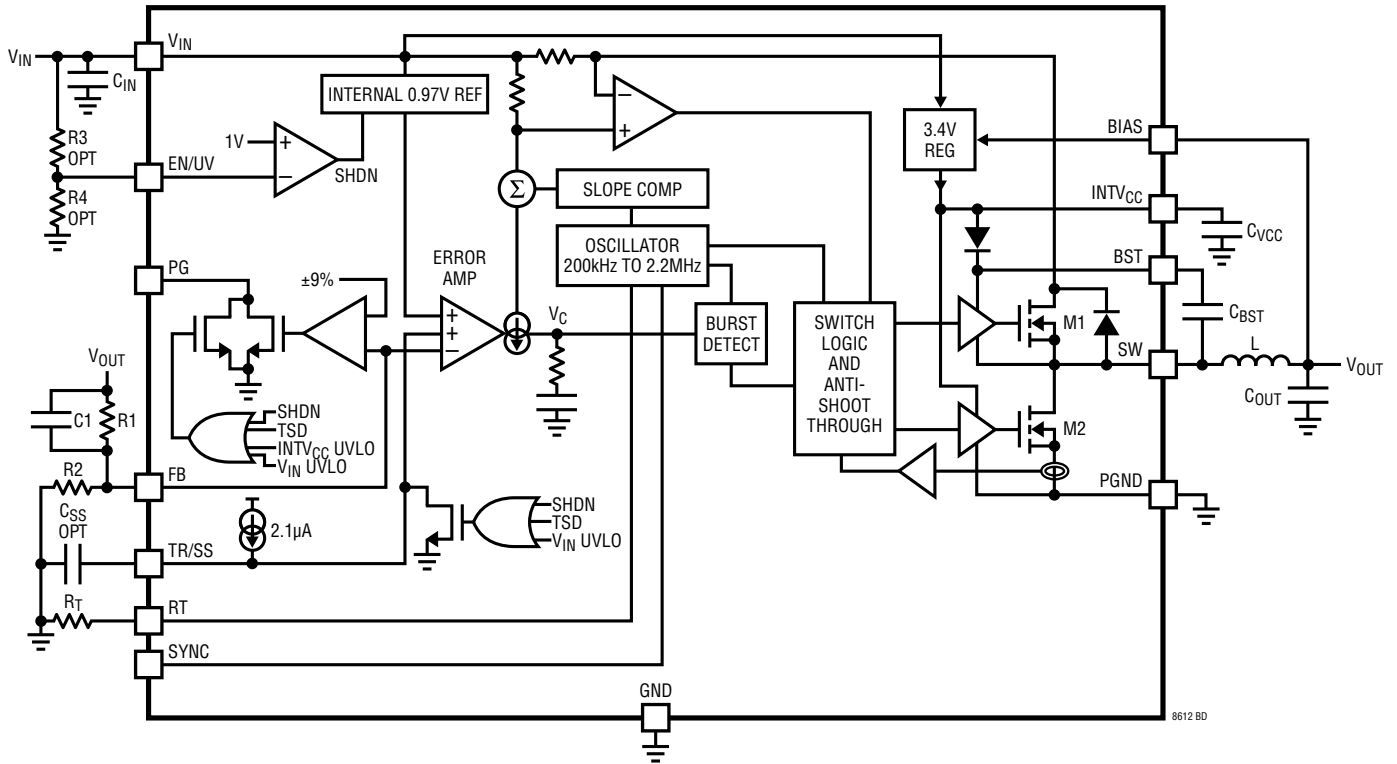 VIN
VIN
CIN
R3
OPT
R4
OPT
EN/UV
1V
+
–
SHDN
INTERNAL 0.97V REF
–
+
3.4V
REG
BIAS
INTVCC
CVCC
Σ
SLOPE COMP
OSCILLATOR
200kHz TO 2.2MHz
BST
CBST
PG
±9%
ERROR
AMP
+
+
–
VC
BURST
DETECT
SWITCH
LOGIC
AND
ANTI-
SHOOT
THROUGH
M1
SW
L
VOUT
COUT
M2
PGND
VOUT
C1
R1
SHDN
TSD
INTVCC UVLO
VIN UVLO
R2
FB
CSS
OPT
2.1µA
SHDN
TSD
VIN UVLO
TR/SS
RT
RT
SYNC
GND
8612 BD